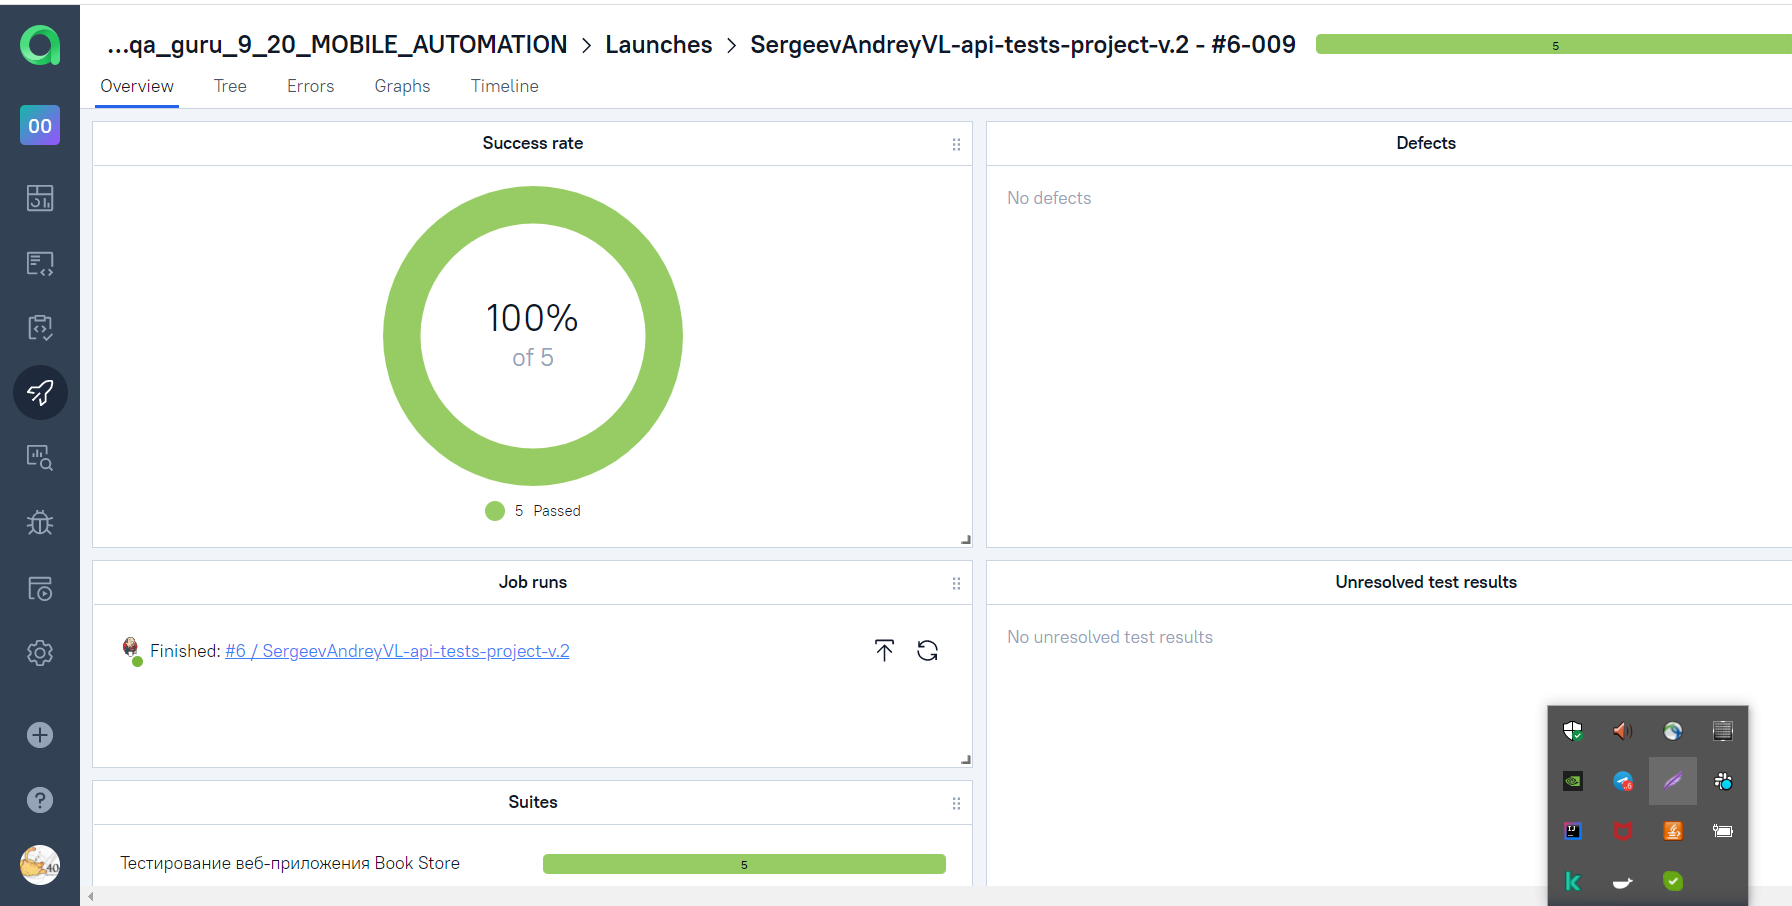 ...qa_guru_9_20_MOBILE_AUTOMATION > Launches > SergeevAndreyVL-api-tests-project-v.2 - #6-009
5
Overview Tree Errors Graphs Timeline
00
Success rate
100%
of 5
5 Passed
Defects
No defects
Job runs
Finished: #6 / SergeevAndreyVL-api-tests-project-v.2
Unresolved test results
No unresolved test results
Suites
Тестирование веб-приложения Book Store
5